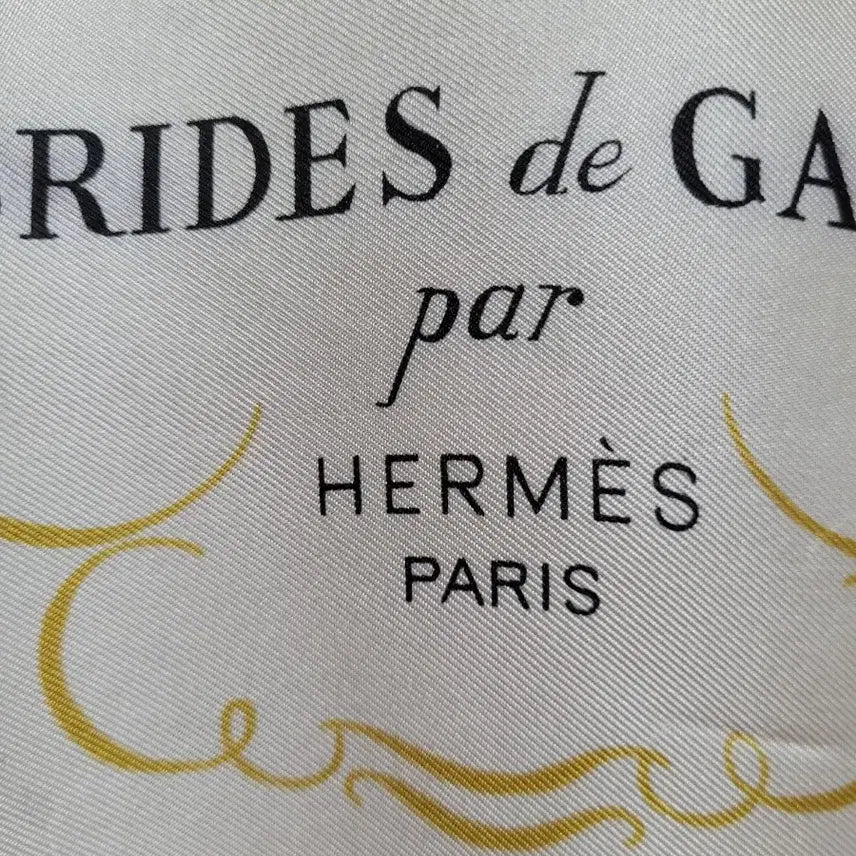 BRIDES de GA
par
HERMÈS
PARIS